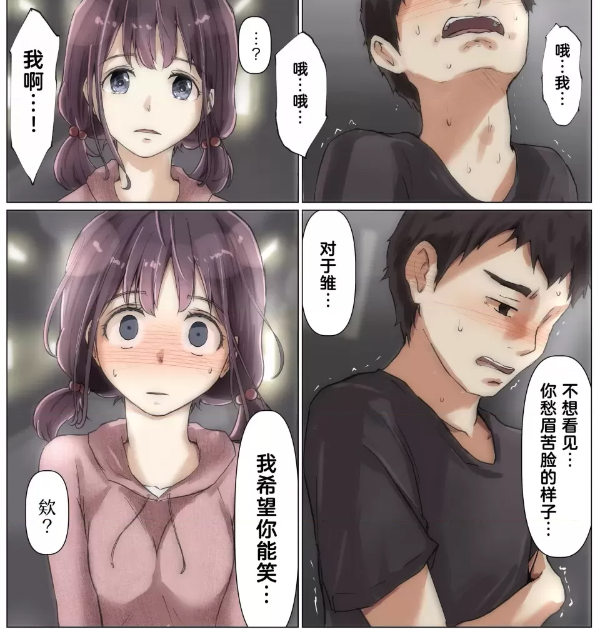 哦…我…
哦…哦…
…？
我啊…！
不想看见…
你愁眉苦脸的样子…
对于雏…
我希望你能笑…
欸？